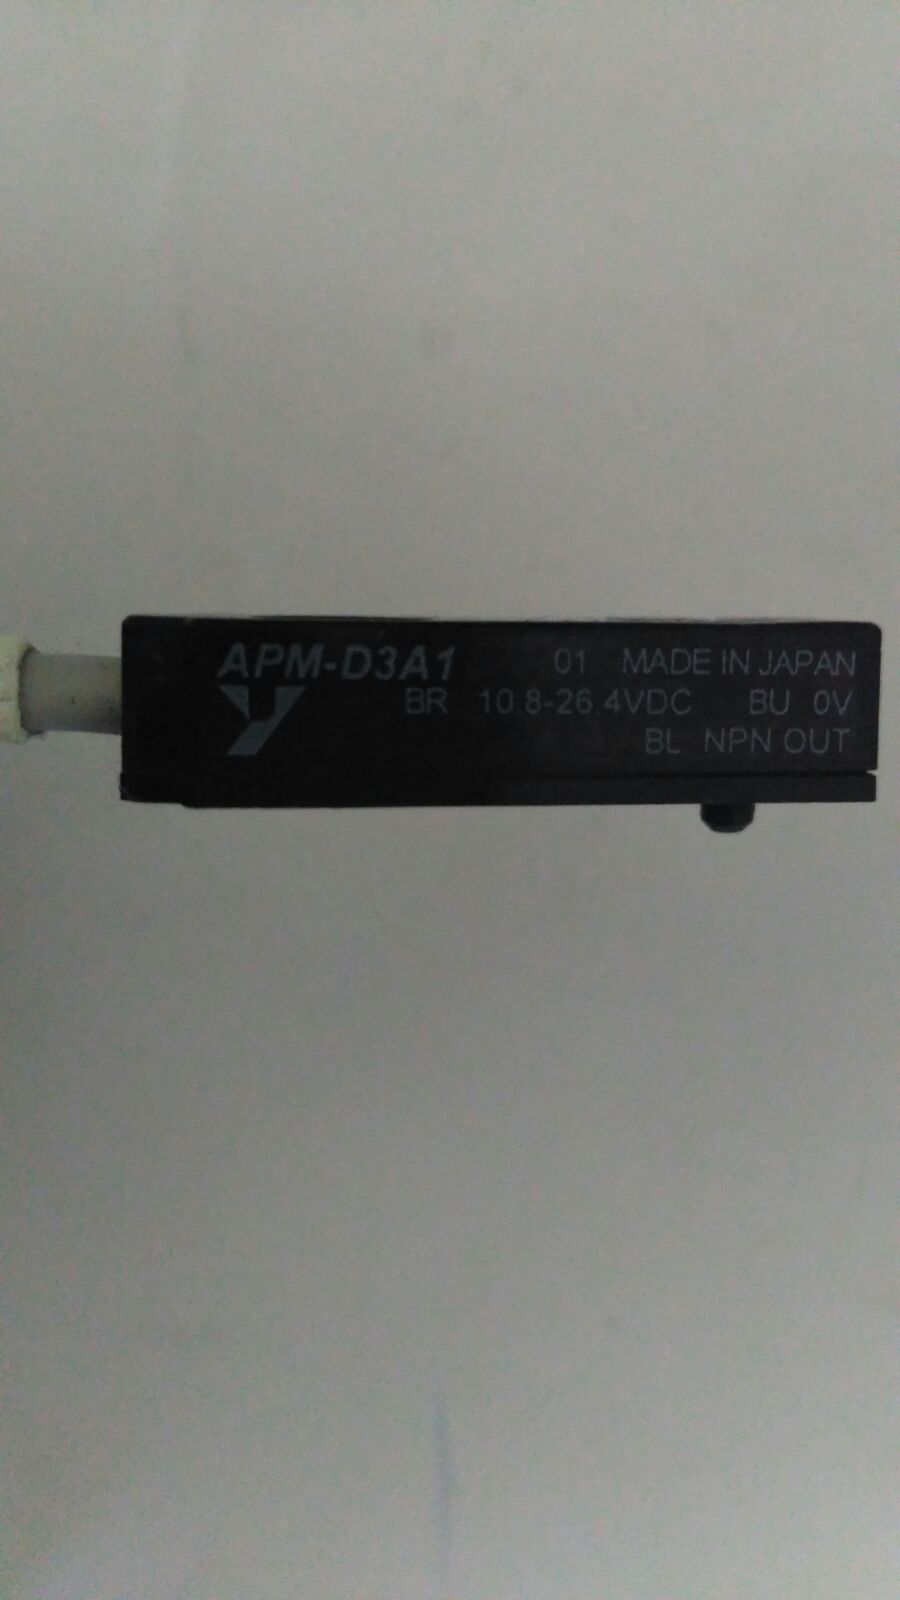 APM-D3A1 01 MADE IN JAPAN
BR 10.8-26.4VDC BU 0V
BL NPN OUT